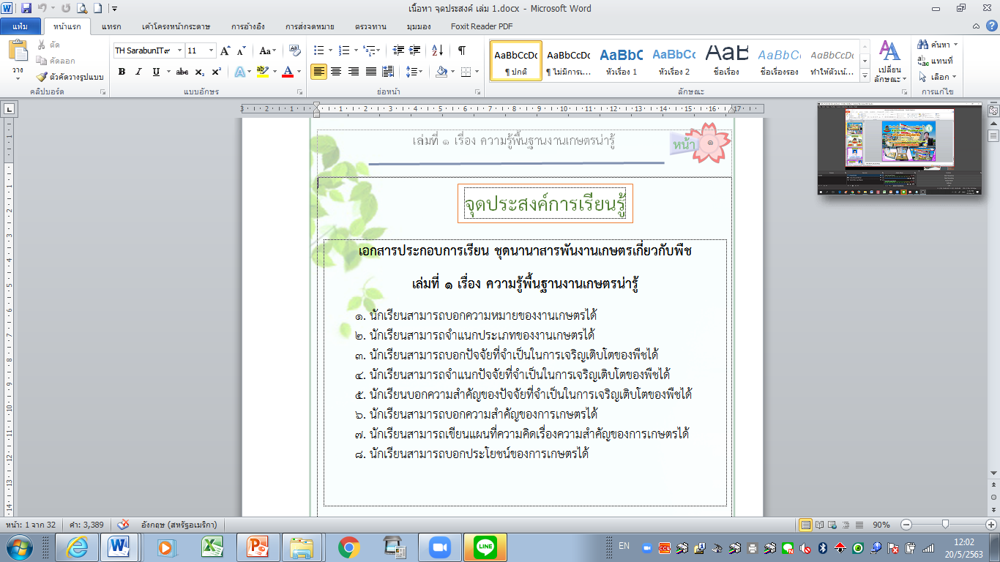 เนื้อหา จุดประสงค์ เล่ม 1.docx - Microsoft Word
แฟ้ม หน้าแรก แทรก เค้าโครงหน้ากระดาษ การอ้างอิง การส่งจดหมาย ตรวจทาน มุมมอง Foxit Reader PDF
วาง
ตัด
คัดลอก
ตัวคัดวางรูปแบบ
คลิปบอร์ด
TH SarabunIT๙ 11
แบบอักษร
ย่อหน้า
AaBbCcDc AaBbCcDc AaBbC AaBbCc AaB AaBbCc AaBbCcDc
¶ ปกติ ¶ ไม่มีการเ... หัวเรื่อง 1 หัวเรื่อง 2 ชื่อเรื่อง ชื่อเรื่องรอง ทำให้ตัวเน้...
ลักษณะ
เปลี่ยนลักษณะ
ค้นหา
แทนที่
เลือก
การแก้ไข
เล่มที่ ๑ เรื่อง ความรู้พื้นฐานงานเกษตรน่ารู้
หน้า ๑
จุดประสงค์การเรียนรู้
เอกสารประกอบการเรียน ชุดนานาสารพันงานเกษตรเกี่ยวกับพืช
เล่มที่ ๑ เรื่อง ความรู้พื้นฐานงานเกษตรน่ารู้
๑. นักเรียนสามารถบอกความหมายของงานเกษตรได้
๒. นักเรียนสามารถจำแนกประเภทของงานเกษตรได้
๓. นักเรียนสามารถบอกปัจจัยที่จำเป็นในการเจริญเติบโตของพืชได้
๔. นักเรียนสามารถจำแนกปัจจัยที่จำเป็นในการเจริญเติบโตของพืชได้
๕. นักเรียนบอกความสำคัญของปัจจัยที่จำเป็นในการเจริญเติบโตของพืชได้
๖. นักเรียนสามารถบอกความสำคัญของการเกษตรได้
๗. นักเรียนสามารถเขียนแผนที่ความคิดเรื่องความสำคัญของการเกษตรได้
๘. นักเรียนสามารถบอกประโยชน์ของการเกษตรได้
หน้า: 1 จาก 32 คำ: 3,389 อังกฤษ (สหรัฐอเมริกา) 90%
EN
12:02
20/5/2563